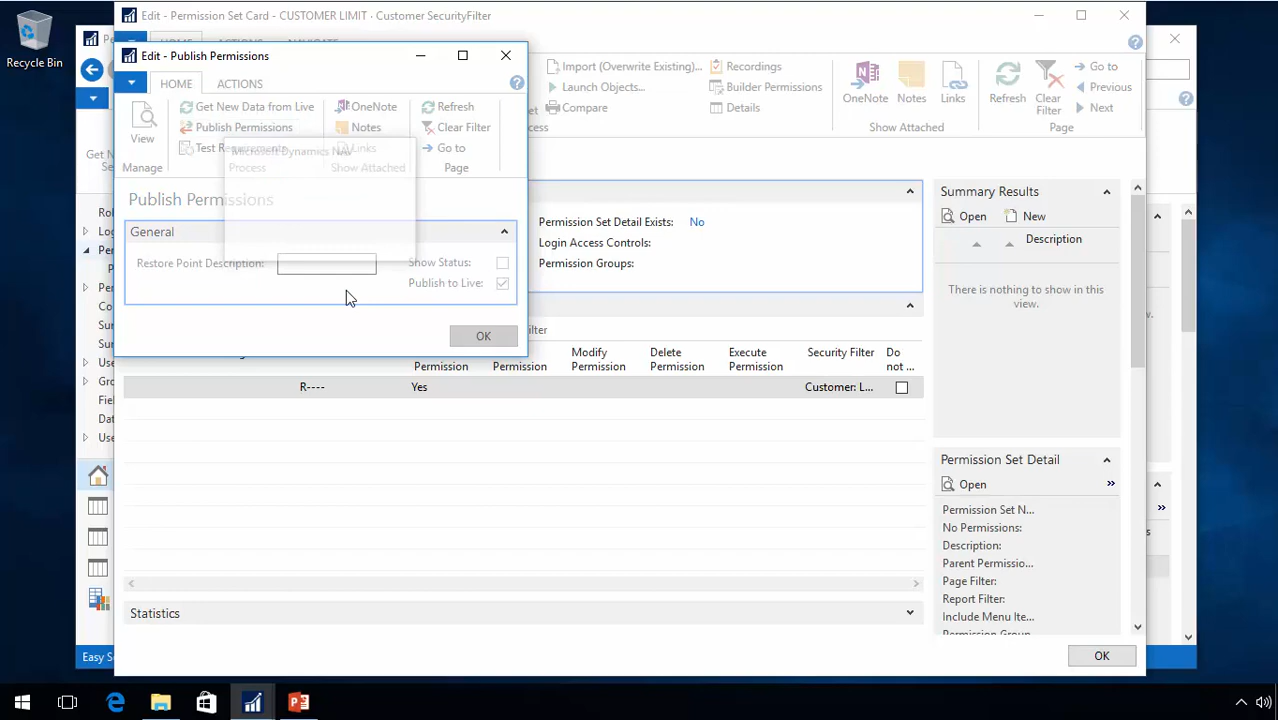 Recycle Bin
Edit - Permission Set Card - CUSTOMER LIMIT · Customer SecurityFilter
Edit - Publish Permissions
HOME
ACTIONS
View
Manage
Get New Data from Live
Publish Permissions
Test Requirements
Process
OneNote
Notes
Links
Show Attached
Refresh
Clear Filter
Go to
Page
Microsoft Dynamics Nav
Publish Permissions
General
Restore Point Description:
Show Status:
Publish to Live:
OK
Import (Overwrite Existing)...
Launch Objects...
Compare
Recordings
Builder Permissions
Details
OneNote
Notes
Links
Show Attached
Refresh
Clear
Filter
Go to
Previous
Next
Page
Permission Set Detail Exists: No
Login Access Controls:
Permission Groups:
Permission
Permission
Modify
Permission
Delete
Permission
Execute
Permission
Security Filter
Do
not ...
R----
Yes
Customer: L...
Statistics
Summary Results
Open
New
Description
There is nothing to show in this
view.
Permission Set Detail
Open
Permission Set N...
No Permissions:
Description:
Parent Permissio...
Page Filter:
Report Filter:
Include Menu Ite...
OK